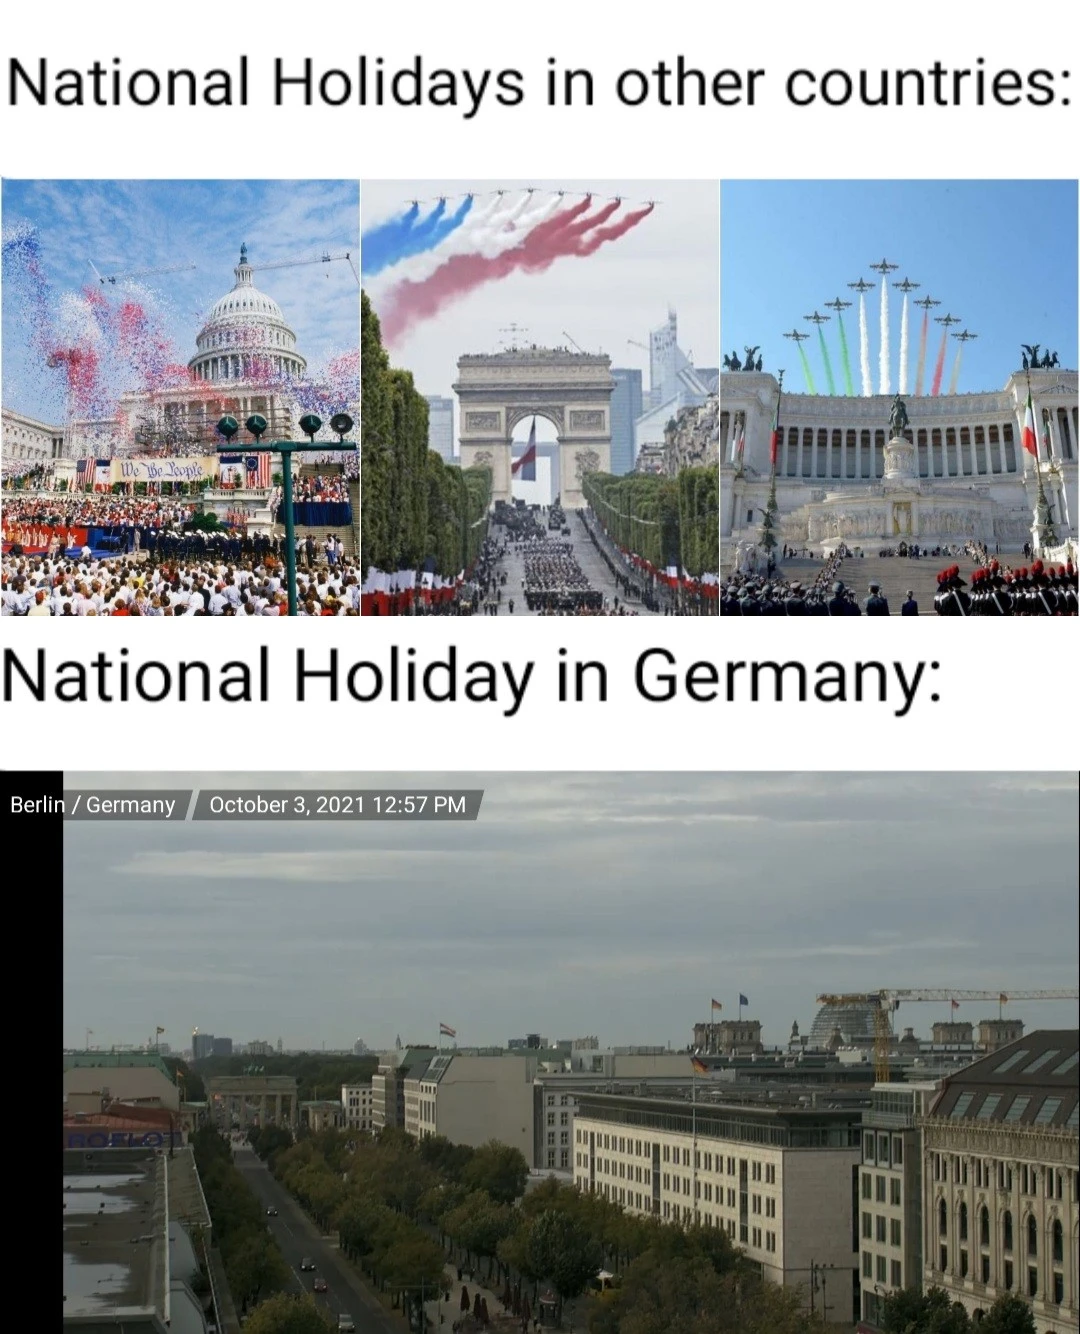 National Holidays in other countries:
We the People
National Holiday in Germany:
Berlin / Germany October 3, 2021 12:57 PM